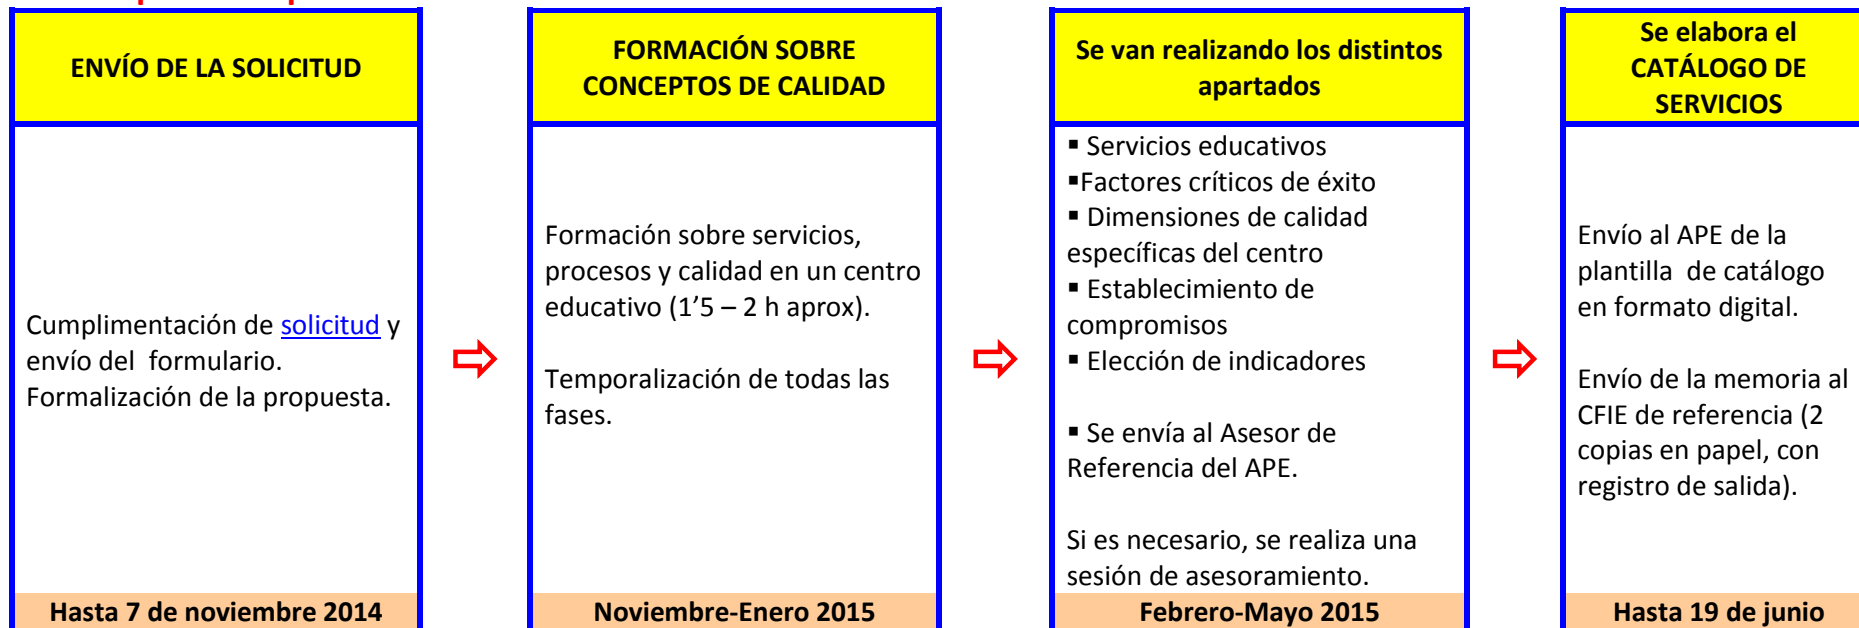 ENVÍO DE LA SOLICITUD
Cumplimentación de solicitud y
envío del formulario.
Formalización de la propuesta.
Hasta 7 de noviembre 2014
FORMACIÓN SOBRE
CONCEPTOS DE CALIDAD
Formación sobre servicios,
procesos y calidad en un centro
educativo (1’5 – 2 h aprox).
Temporalización de todas las
fases.
Noviembre-Enero 2015
Se van realizando los distintos
apartados
▪ Servicios educativos
▪Factores críticos de éxito
▪ Dimensiones de calidad
específicas del centro
▪ Establecimiento de
compromisos
▪ Elección de indicadores
▪ Se envía al Asesor de
Referencia del APE.
Si es necesario, se realiza una
sesión de asesoramiento.
Febrero-Mayo 2015
Se elabora el
CATÁLOGO DE
SERVICIOS
Envío al APE de la
plantilla de catálogo
en formato digital.
Envío de la memoria al
CFIE de referencia (2
copias en papel, con
registro de salida).
Hasta 19 de junio